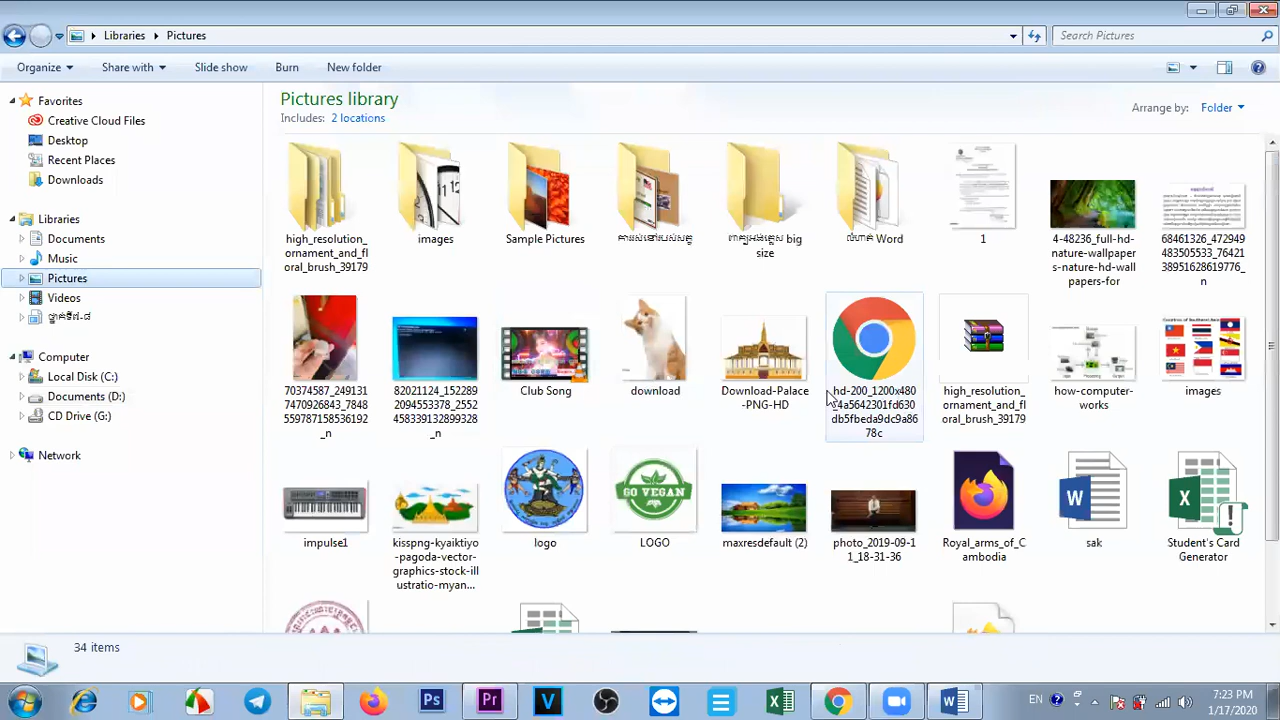 Libraries
Pictures
Search Pictures
Organize
Share with
Slide show
Burn
New folder
Favorites
Creative Cloud Files
Desktop
Recent Places
Downloads
Libraries
Documents
Music
Pictures
Videos
Computer
Local Disk (C:)
Documents (D:)
CD Drive (G:)
Network
Pictures library
Includes: 2 locations
Arrange by: Folder
high_resolution_
ornament_and_fl
oral_brush_39179
images
Sample Pictures
big
size
Word
1
4-48236_full-hd-
nature-wallpaper
s-nature-hd-wall
papers-for
68461326_472949
483505533_76421
38951628619776_
n
70374587_249131
7470926843_7848
559787158536192
_n
82021124_152289
2094553378_2552
458339132899328
_n
Club Song
download
Download-Palace
-PNG-HD
hd-200_1200x480
_4a5642301fd630
db5fbeda9dc9a86
78c
high_resolution_
ornament_and_fl
oral_brush_39179
how-computer-
works
images
impulse1
kisspng-kyaiktiyo
-pagoda-vector-
graphics-stock-ill
ustratio-myan...
logo
GO VEGAN
LOGO
maxresdefault (2)
photo_2019-09-1
1_18-31-36
Royal_arms_of_C
ambodia
sak
Student's Card
Generator
34 items
EN
7:23 PM
1/17/2020